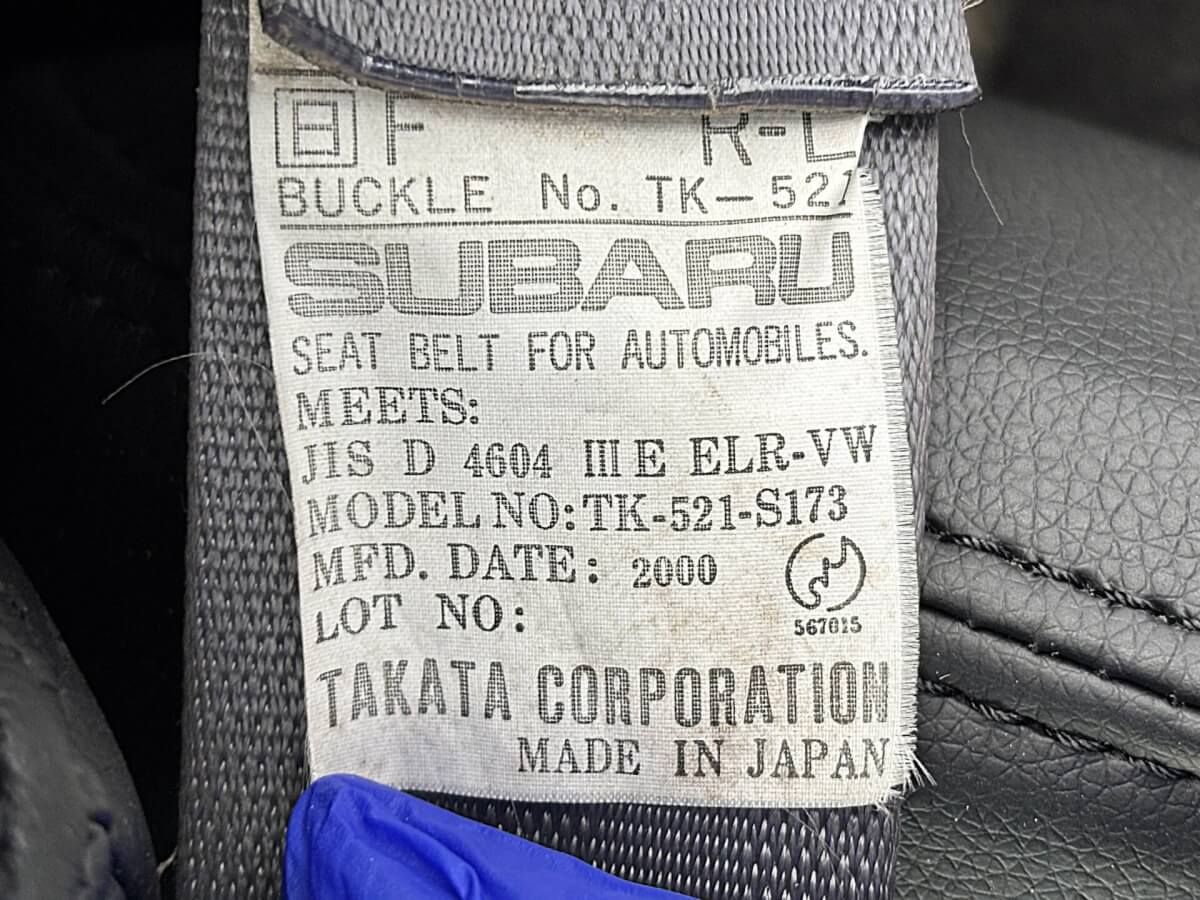 日 F R-L
BUCKLE No. TK-521
SUBARU
SEAT BELT FOR AUTOMOBILES.
MEETS:
JIS D 4604 III E ELR-VW
MODEL NO: TK-521-S173
MFD. DATE: 2000
567015
LOT NO:
TAKATA CORPORATION
MADE IN JAPAN